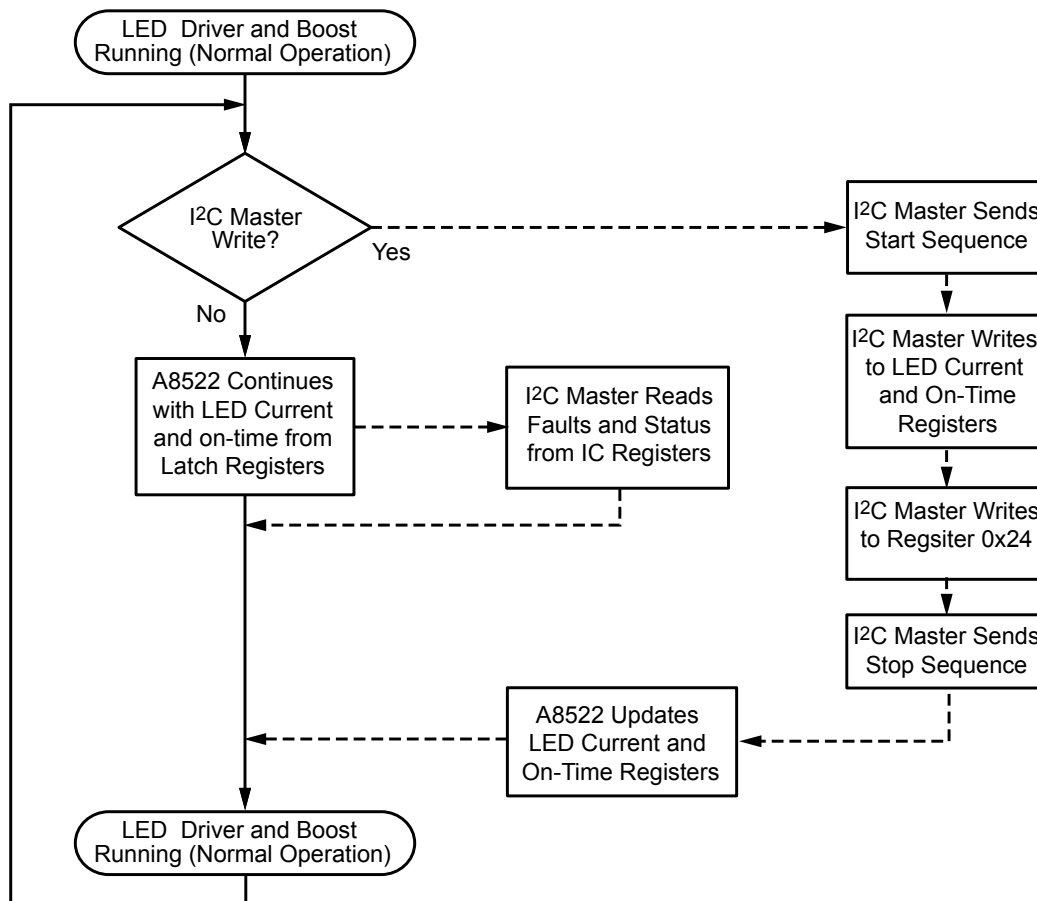 LED Driver and Boost
Running (Normal Operation)
I2C Master
Write?
Yes
No
I2C Master Sends
Start Sequence
I2C Master Writes
to LED Current
and On-Time
Registers
A8522 Continues
with LED Current
and on-time from
Latch Registers
I2C Master Reads
Faults and Status
from IC Registers
I2C Master Writes
to Regsiter 0x24
I2C Master Sends
Stop Sequence
A8522 Updates
LED Current and
On-Time Registers
LED Driver and Boost
Running (Normal Operation)